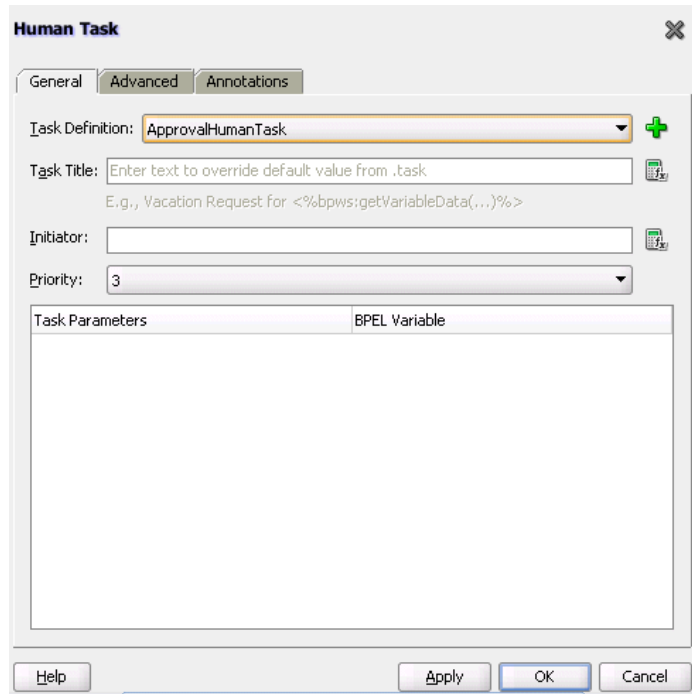 Human Task
General Advanced Annotations
Task Definition: ApprovalHumanTask
Task Title: Enter text to override default value from .task
E.g., Vacation Request for <%bpws:getVariableData(...)%>
Initiator:
Priority: 3
Task Parameters BPEL Variable
Help Apply OK Cancel